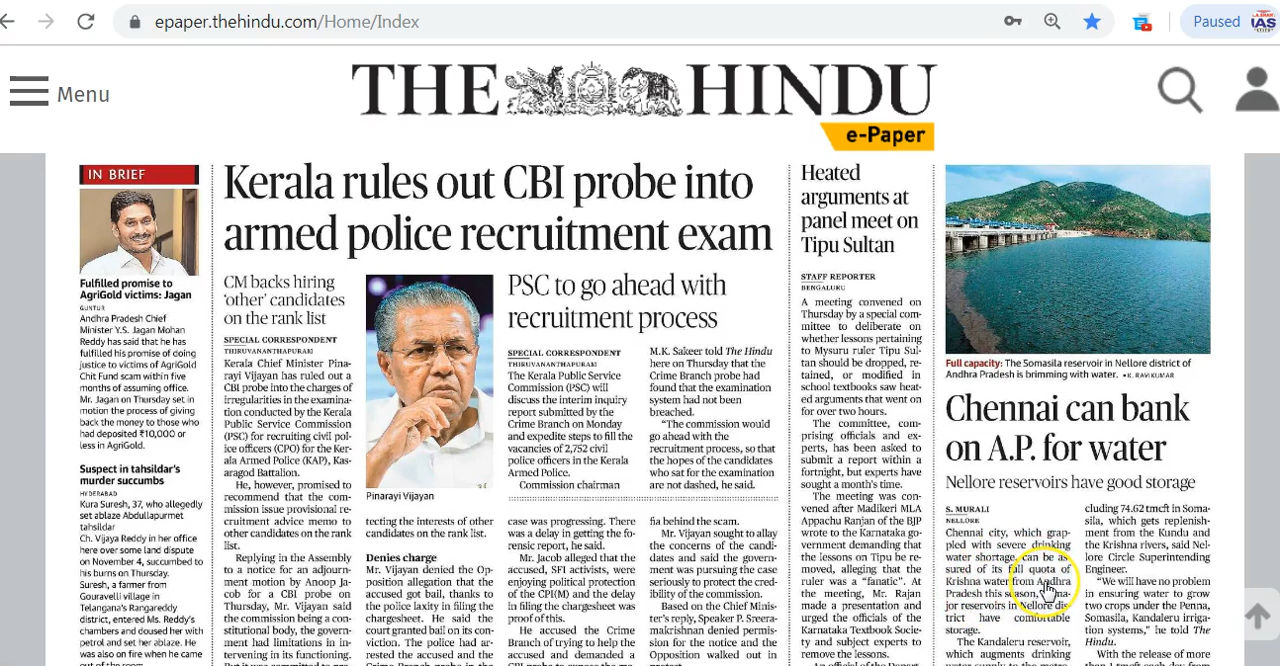 epaper.thehindu.com/Home/Index
Paused
IAS
Menu
THE HINDU
e-Paper
IN BRIEF
Fulfilled promise to
AgriGold victims: Jagan
GUNTUR
Andhra Pradesh Chief
Minister Y.S. Jagan Mohan
Reddy has said that he has
fulfilled his promise of doing
justice to victims of AgriGold
Chit Fund scam within five
months of assuming office.
Mr. Jagan on Thursday set in
motion the process of giving
back the money to those who
had deposited ₹10,000 or
less in AgriGold.
Suspect in tahsildar's
murder succumbs
HYDERABAD
Kura Suresh, 37, who allegedly
set ablaze Abdullapurmet
tahsildar
Ch. Vijaya Reddy in her office
here over some land dispute
on November 4, succumbed to
his burns on Thursday.
Suresh, a farmer from
Gouravelli village in
Telangana's Rangareddy
district, entered Ms. Reddy's
chambers and doused her with
petrol and set her ablaze. He
was also on fire when he came
out of the room
Kerala rules out CBI probe into
armed police recruitment exam
CM backs hiring
‘other’ candidates
on the rank list
SPECIAL CORRESPONDENT
THIRUVANANTHAPURAM
Kerala Chief Minister Pina-
rayi Vijayan has ruled out a
CBI probe into the charges of
irregularities in the examina-
tion conducted by the Kerala
Public Service Commission
(PSC) for recruiting civil pol-
ice officers (CPO) for the Ker-
ala Armed Police (KAP), Kas-
aragod Battalion.
He, however, promised to
recommend that the com-
mission issue provisional re-
cruitment advice memo to
other candidates on the rank
list.
Replying in the Assembly
to a notice for an adjourn-
ment motion by Anoop Ja-
cob for a CBI probe on
Thursday, Mr. Vijayan said
the commission being a con-
stitutional body, the govern-
ment had limitations in in-
tervening in its functioning.
Pinarayi Vijayan
tecting the interests of other
candidates on the rank list.
Denies charge
Mr. Vijayan denied the Op-
position allegation that the
accused got bail, thanks to
the police laxity in filing the
chargesheet. He said the
court granted bail on its con-
viction. The police had ar-
rested the accused and the
PSC to go ahead with
recruitment process
SPECIAL CORRESPONDENT
THIRUVANANTHAPURAM
The Kerala Public Service
Commission (PSC) will
discuss the interim inquiry
report submitted by the
Crime Branch on Monday
and expedite steps to fill the
vacancies of 2,752 civil
police officers in the Kerala
Armed Police.
Commission chairman
M.K. Sakeer told The Hindu
here on Thursday that the
Crime Branch probe had
found that the examination
system had not been
breached.
“The commission would
go ahead with the
recruitment process, so that
the hopes of the candidates
who sat for the examination
are not dashed, he said.
case was progressing. There
was a delay in getting the fo-
rensic report, he said.
Mr. Jacob alleged that the
accused, SFI activists, were
enjoying political protection
of the CPI(M) and the delay
in filing the chargesheet was
proof of this.
He accused the Crime
Branch of trying to help the
accused and demanded a
fia behind the scam.
Mr. Vijayan sought to allay
the concerns of the candi-
dates and said the govern-
ment was pursuing the case
seriously to protect the cred-
ibility of the commission.
Based on the Chief Minis-
ter's reply, Speaker P. Sreera-
makrishnan denied permis-
sion for the notice and the
Opposition walked out in
Heated
arguments at
panel meet on
Tipu Sultan
STAFF REPORTER
BENGALURU
A meeting convened on
Thursday by a special com-
mittee to deliberate on
whether lessons pertaining
to Mysuru ruler Tipu Sul-
tan should be dropped, re-
tained, or modified in
school textbooks saw heat-
ed arguments that went on
for over two hours.
The committee, com-
prising officials and ex-
perts, has been asked to
submit a report within a
fortnight, but experts have
sought a month's time.
The meeting was con-
vened after Madikeri MLA
Appachu Ranjan of the BJP
wrote to the Karnataka go-
vernment demanding that
the lessons on Tipu be re-
moved, alleging that the
ruler was a “fanatic”. At
the meeting, Mr. Rajan
made a presentation and
urged the officials of the
Karnataka Textbook Socie-
ty and subject experts to
remove the lessons.
Full capacity: The Somasila reservoir in Nellore district of
Andhra Pradesh is brimming with water. •K. RAVIKUMAR
Chennai can bank
on A.P. for water
Nellore reservoirs have good storage
S. MURALI
NELLORE
Chennai city, which grap-
pled with severe drinking
water shortage, can be as-
sured of its full quota of
Krishna water from Andhra
Pradesh this season,
jor reservoirs in Nellore dis-
trict have comfortable
storage.
The Kandaleru reservoir,
which augments drinking
cluding 74.62 tmcft in Soma-
sila, which gets replenish-
ment from the Kundu and
the Krishna rivers, said Nel-
lore Circle Superintending
Engineer.
“We will have no problem
in ensuring water to grow
two crops under the Penna,
Somasila, Kandaleru irriga-
tion systems,” he told The
Hindu.
With the release of more